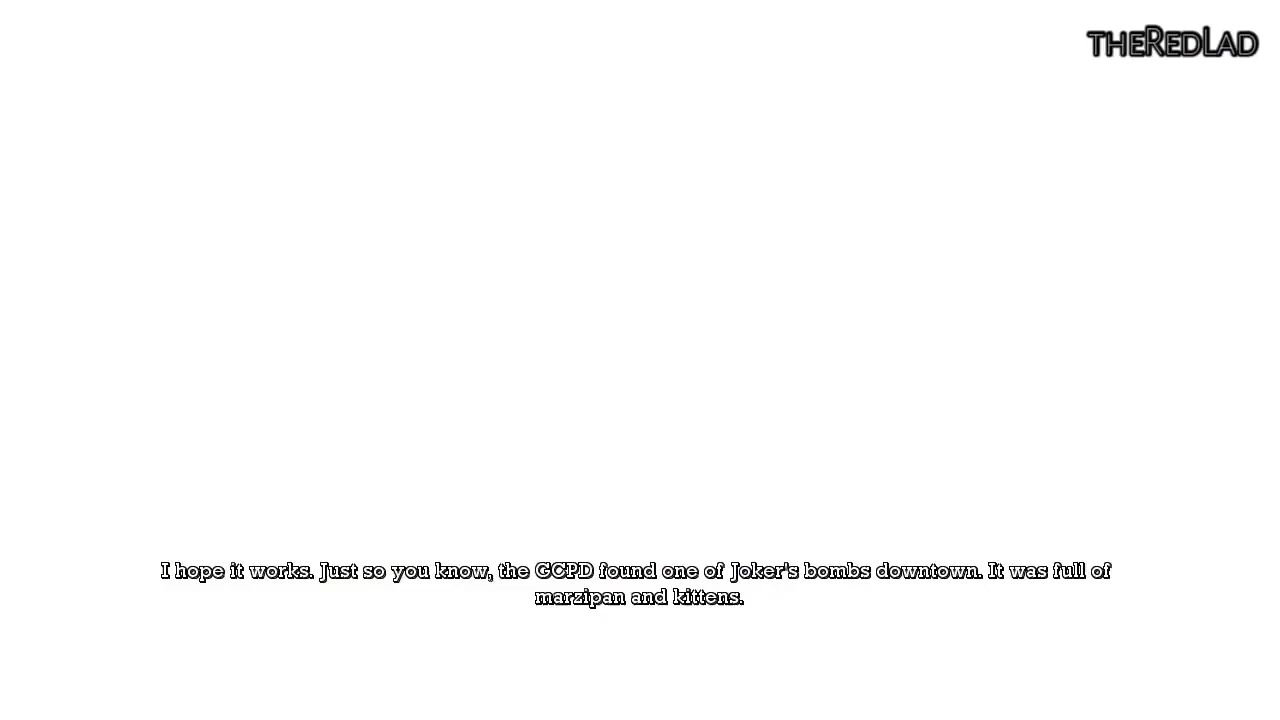 THEREDLAD
I hope it works. Just so you know, the GCPD found one of Joker's bombs downtown. It was full of
marzipan and kittens.